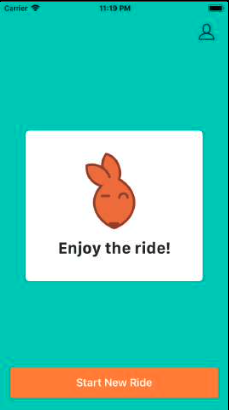 Carrier 11:19 PM
Enjoy the ride!
Start New Ride